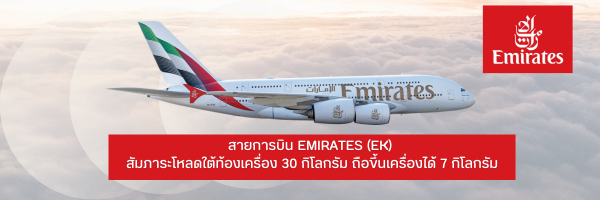 Emirates
الإمارات Emirates
สายการบิน EMIRATES (EK)
สัมภาระโหลดใต้ท้องเครื่อง 30 กิโลกรัม ถือขึ้นเครื่องได้ 7 กิโลกรัม